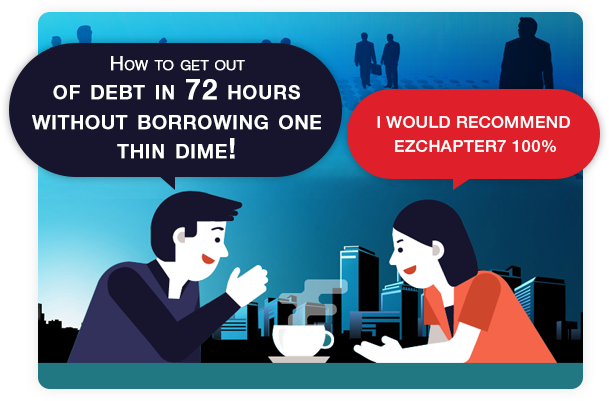 How to get out
of debt in 72 hours
without borrowing one
thin dime!
I would recommend
EZChapter7 100%